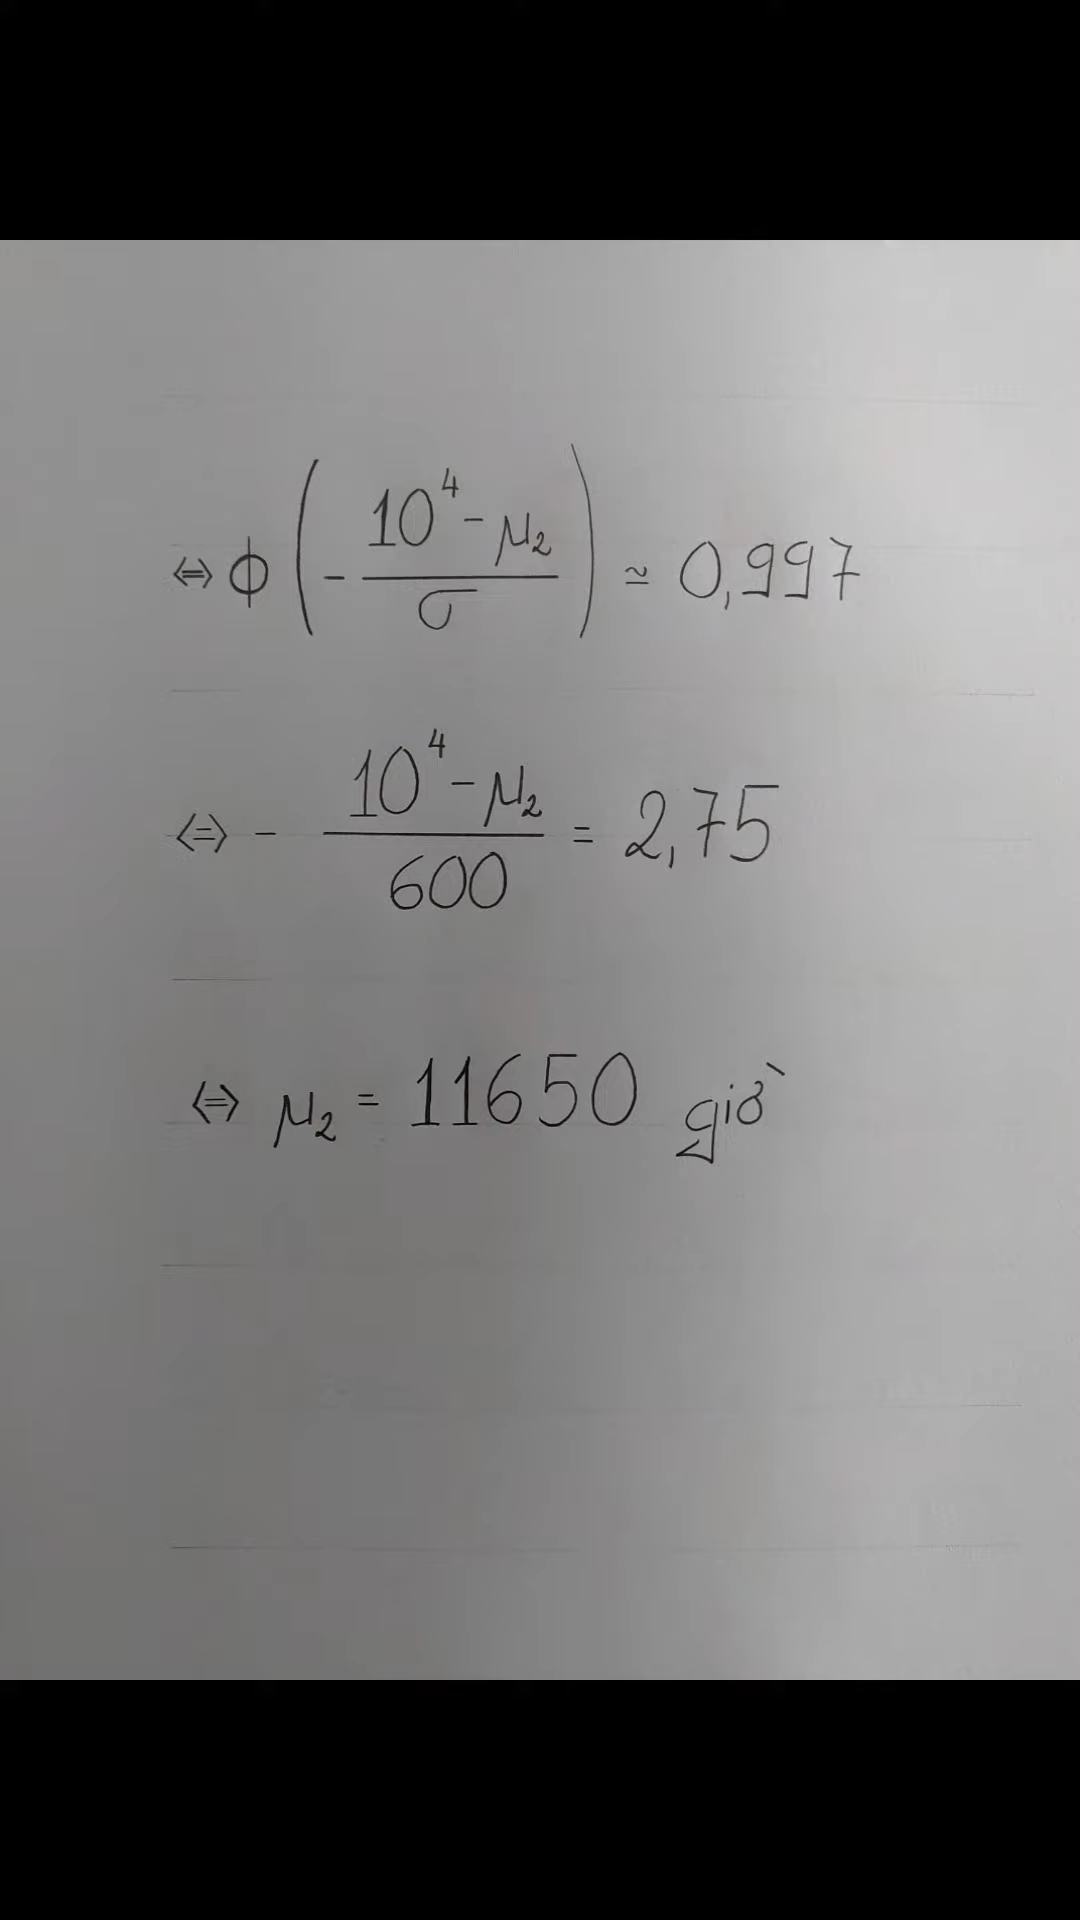 ⇔ ϕ ( - (10⁴ - μ₂) / σ ) ≃ 0,997
⇔ - (10⁴ - μ₂) / 600 = 2,75
⇔ μ₂ = 11650 giờ